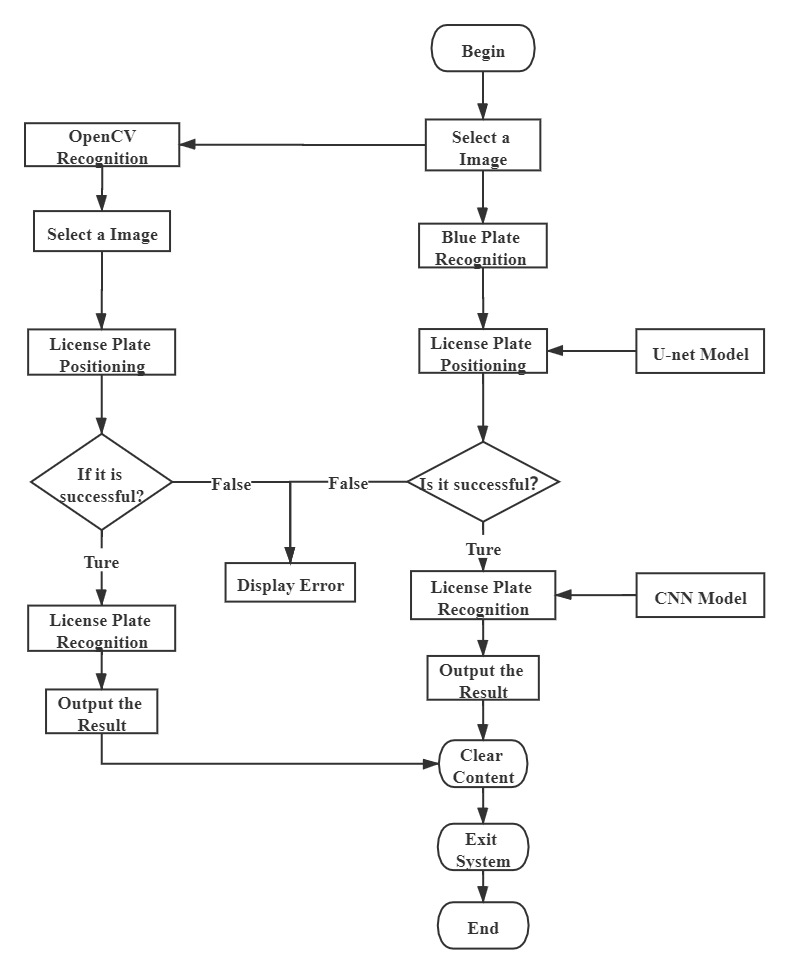 Begin
Select a
Image
OpenCV
Recognition
Select a Image
Blue Plate
Recognition
License Plate
Positioning
License Plate
Positioning
U-net Model
If it is
successful?
False
False
Is it successful?
Ture
Ture
Display Error
License Plate
Recognition
CNN Model
License Plate
Recognition
Output the
Result
Output the
Result
Clear
Content
Exit
System
End